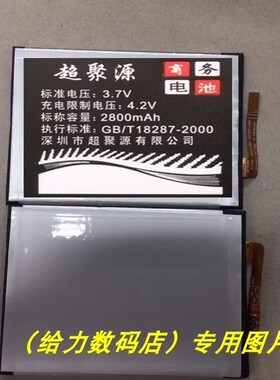 超聚源 商务电池
标准电压：3.7V
充电限制电压：4.2V
标称容量：2800mAh
执行标准：GB/T18287-2000
深圳市超聚源有限公司
（给力数码店）专用图片